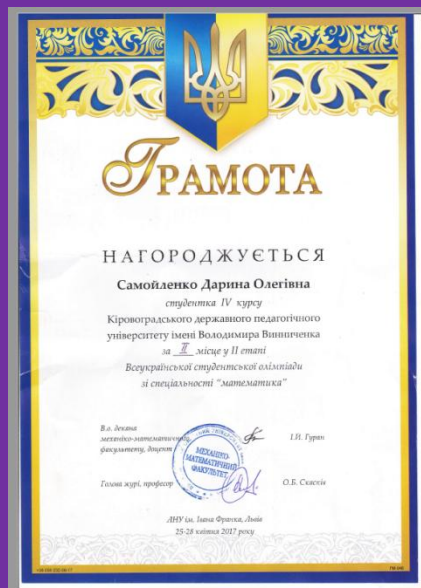 ГРАМОТА
НАГОРОДЖУЄТЬСЯ
Самойленко Дарина Олегівна
студентка IV курсу
Кіровоградського державного педагогічного
університету імені Володимира Винниченка
за II місце у II етапі
Всеукраїнської студентської олімпіади
зі спеціальності "математика"
В.о. декана
механіко-математичного
факультету, доцент
І.Й. Гуран
МЕХАНІКО-
МАТЕМАТИЧНИЙ
ФАКУЛЬТЕТ
Голова журі, професор
О.Б. Скасків
ЛНУ ім. Івана Франка, Львів
25-28 квітня 2017 року